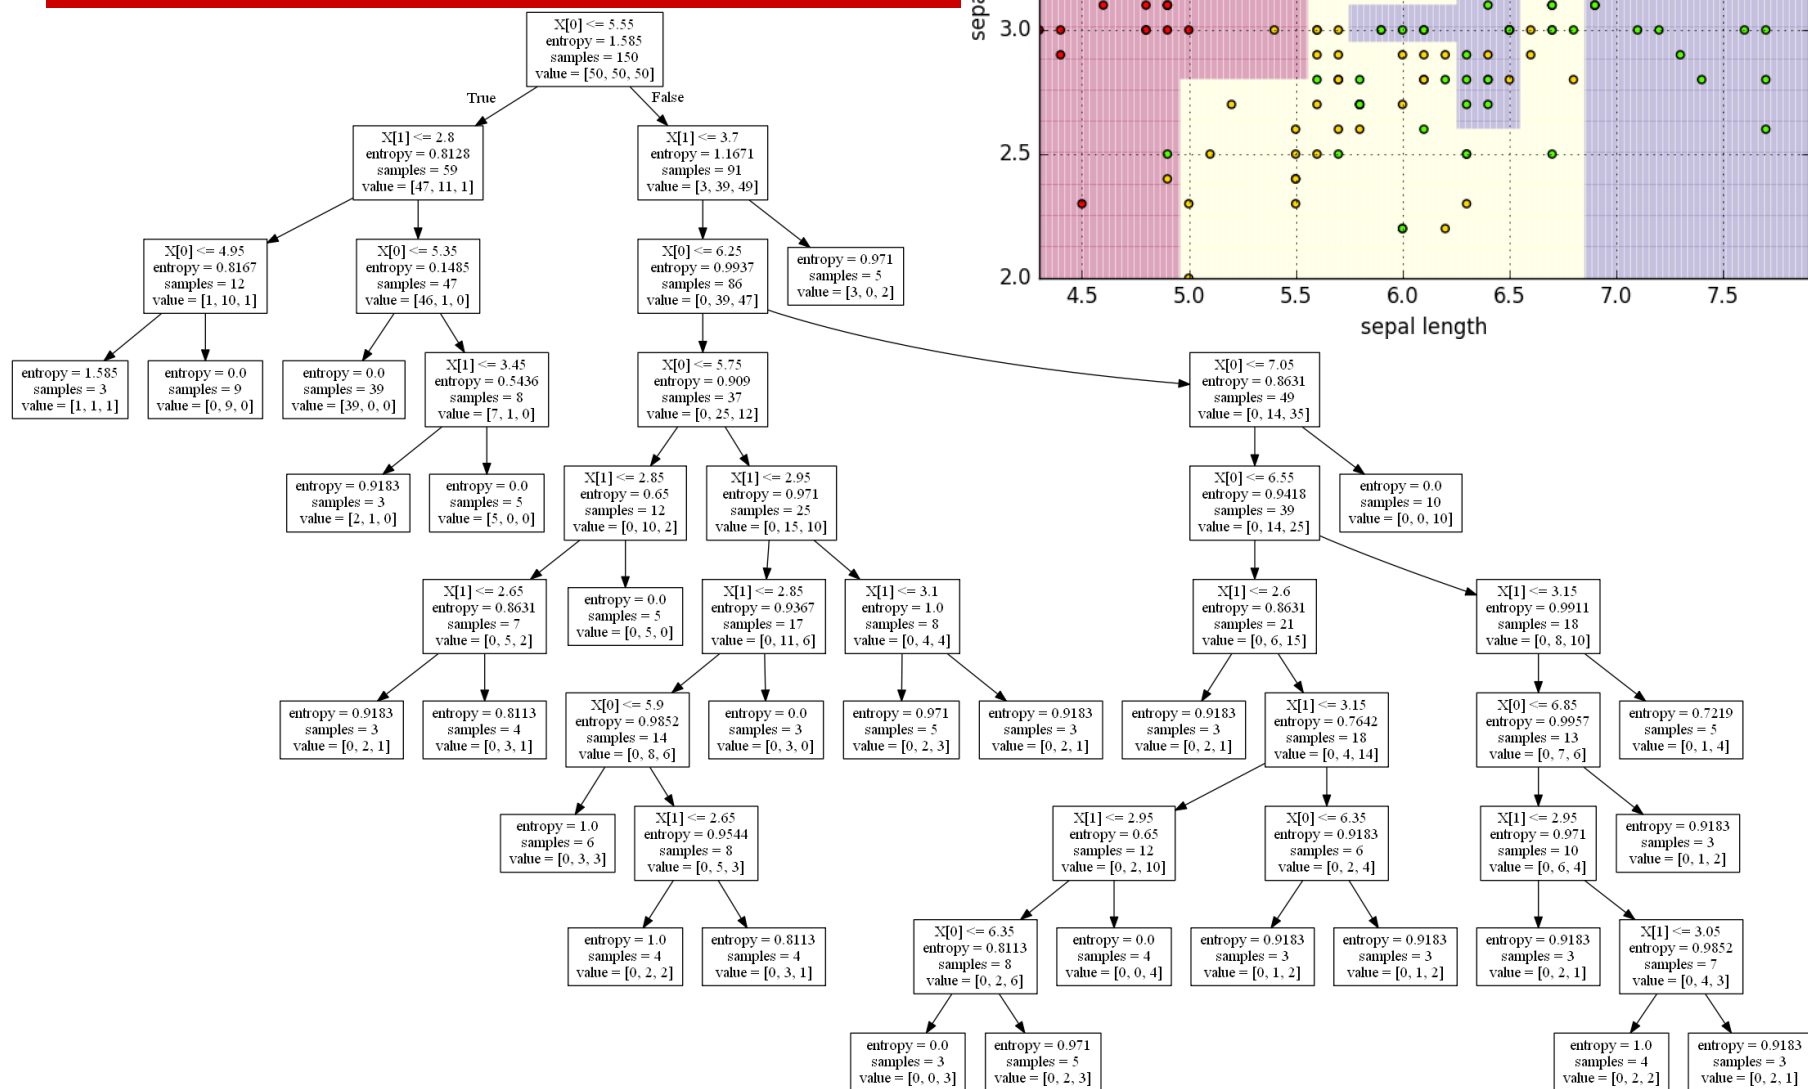 X[0] <= 5.55
entropy = 1.585
samples = 150
value = [50, 50, 50]
True
False
X[1] <= 2.8
entropy = 0.8128
samples = 59
value = [47, 11, 1]
X[1] <= 3.7
entropy = 1.1671
samples = 91
value = [3, 39, 49]
X[0] <= 4.95
entropy = 0.8167
samples = 12
value = [1, 10, 1]
X[0] <= 5.35
entropy = 0.1485
samples = 47
value = [46, 1, 0]
X[0] <= 6.25
entropy = 0.9937
samples = 86
value = [0, 39, 47]
entropy = 0.971
samples = 5
value = [3, 0, 2]
3.0
2.5
2.0
4.5
5.0
5.5
6.0
6.5
7.0
7.5
sepal length
entropy = 1.585
samples = 3
value = [1, 1, 1]
entropy = 0.0
samples = 9
value = [0, 9, 0]
entropy = 0.0
samples = 39
value = [39, 0, 0]
X[1] <= 3.45
entropy = 0.5436
samples = 8
value = [7, 1, 0]
X[0] <= 5.75
entropy = 0.909
samples = 37
value = [0, 25, 12]
X[0] <= 7.05
entropy = 0.8631
samples = 49
value = [0, 14, 35]
entropy = 0.9183
samples = 3
value = [2, 1, 0]
entropy = 0.0
samples = 5
value = [5, 0, 0]
X[1] <= 2.85
entropy = 0.65
samples = 12
value = [0, 10, 2]
X[1] <= 2.95
entropy = 0.971
samples = 25
value = [0, 15, 10]
X[0] <= 6.55
entropy = 0.9418
samples = 39
value = [0, 14, 25]
entropy = 0.0
samples = 10
value = [0, 0, 10]
X[1] <= 2.65
entropy = 0.8631
samples = 7
value = [0, 5, 2]
entropy = 0.0
samples = 5
value = [0, 5, 0]
X[1] <= 2.85
entropy = 0.9367
samples = 17
value = [0, 11, 6]
X[1] <= 3.1
entropy = 1.0
samples = 8
value = [0, 4, 4]
X[1] <= 2.6
entropy = 0.8631
samples = 21
value = [0, 6, 15]
X[1] <= 3.15
entropy = 0.9911
samples = 18
value = [0, 8, 10]
entropy = 0.9183
samples = 3
value = [0, 2, 1]
entropy = 0.8113
samples = 4
value = [0, 3, 1]
X[0] <= 5.9
entropy = 0.9852
samples = 14
value = [0, 8, 6]
entropy = 0.0
samples = 3
value = [0, 3, 0]
entropy = 0.971
samples = 5
value = [0, 2, 3]
entropy = 0.9183
samples = 3
value = [0, 2, 1]
entropy = 0.9183
samples = 3
value = [0, 2, 1]
X[1] <= 3.15
entropy = 0.7642
samples = 18
value = [0, 4, 14]
X[0] <= 6.85
entropy = 0.9957
samples = 13
value = [0, 7, 6]
entropy = 0.7219
samples = 5
value = [0, 1, 4]
entropy = 1.0
samples = 6
value = [0, 3, 3]
X[1] <= 2.65
entropy = 0.9544
samples = 8
value = [0, 5, 3]
X[1] <= 2.95
entropy = 0.65
samples = 12
value = [0, 2, 10]
X[0] <= 6.35
entropy = 0.9183
samples = 6
value = [0, 2, 4]
X[1] <= 2.95
entropy = 0.971
samples = 10
value = [0, 6, 4]
entropy = 0.9183
samples = 3
value = [0, 1, 2]
entropy = 1.0
samples = 4
value = [0, 2, 2]
entropy = 0.8113
samples = 4
value = [0, 3, 1]
X[0] <= 6.35
entropy = 0.8113
samples = 8
value = [0, 2, 6]
entropy = 0.0
samples = 4
value = [0, 0, 4]
entropy = 0.9183
samples = 3
value = [0, 1, 2]
entropy = 0.9183
samples = 3
value = [0, 1, 2]
entropy = 0.9183
samples = 3
value = [0, 2, 1]
X[1] <= 3.05
entropy = 0.9852
samples = 7
value = [0, 4, 3]
entropy = 0.0
samples = 3
value = [0, 0, 3]
entropy = 0.971
samples = 5
value = [0, 2, 3]
entropy = 1.0
samples = 4
value = [0, 2, 2]
entropy = 0.9183
samples = 3
value = [0, 2, 1]